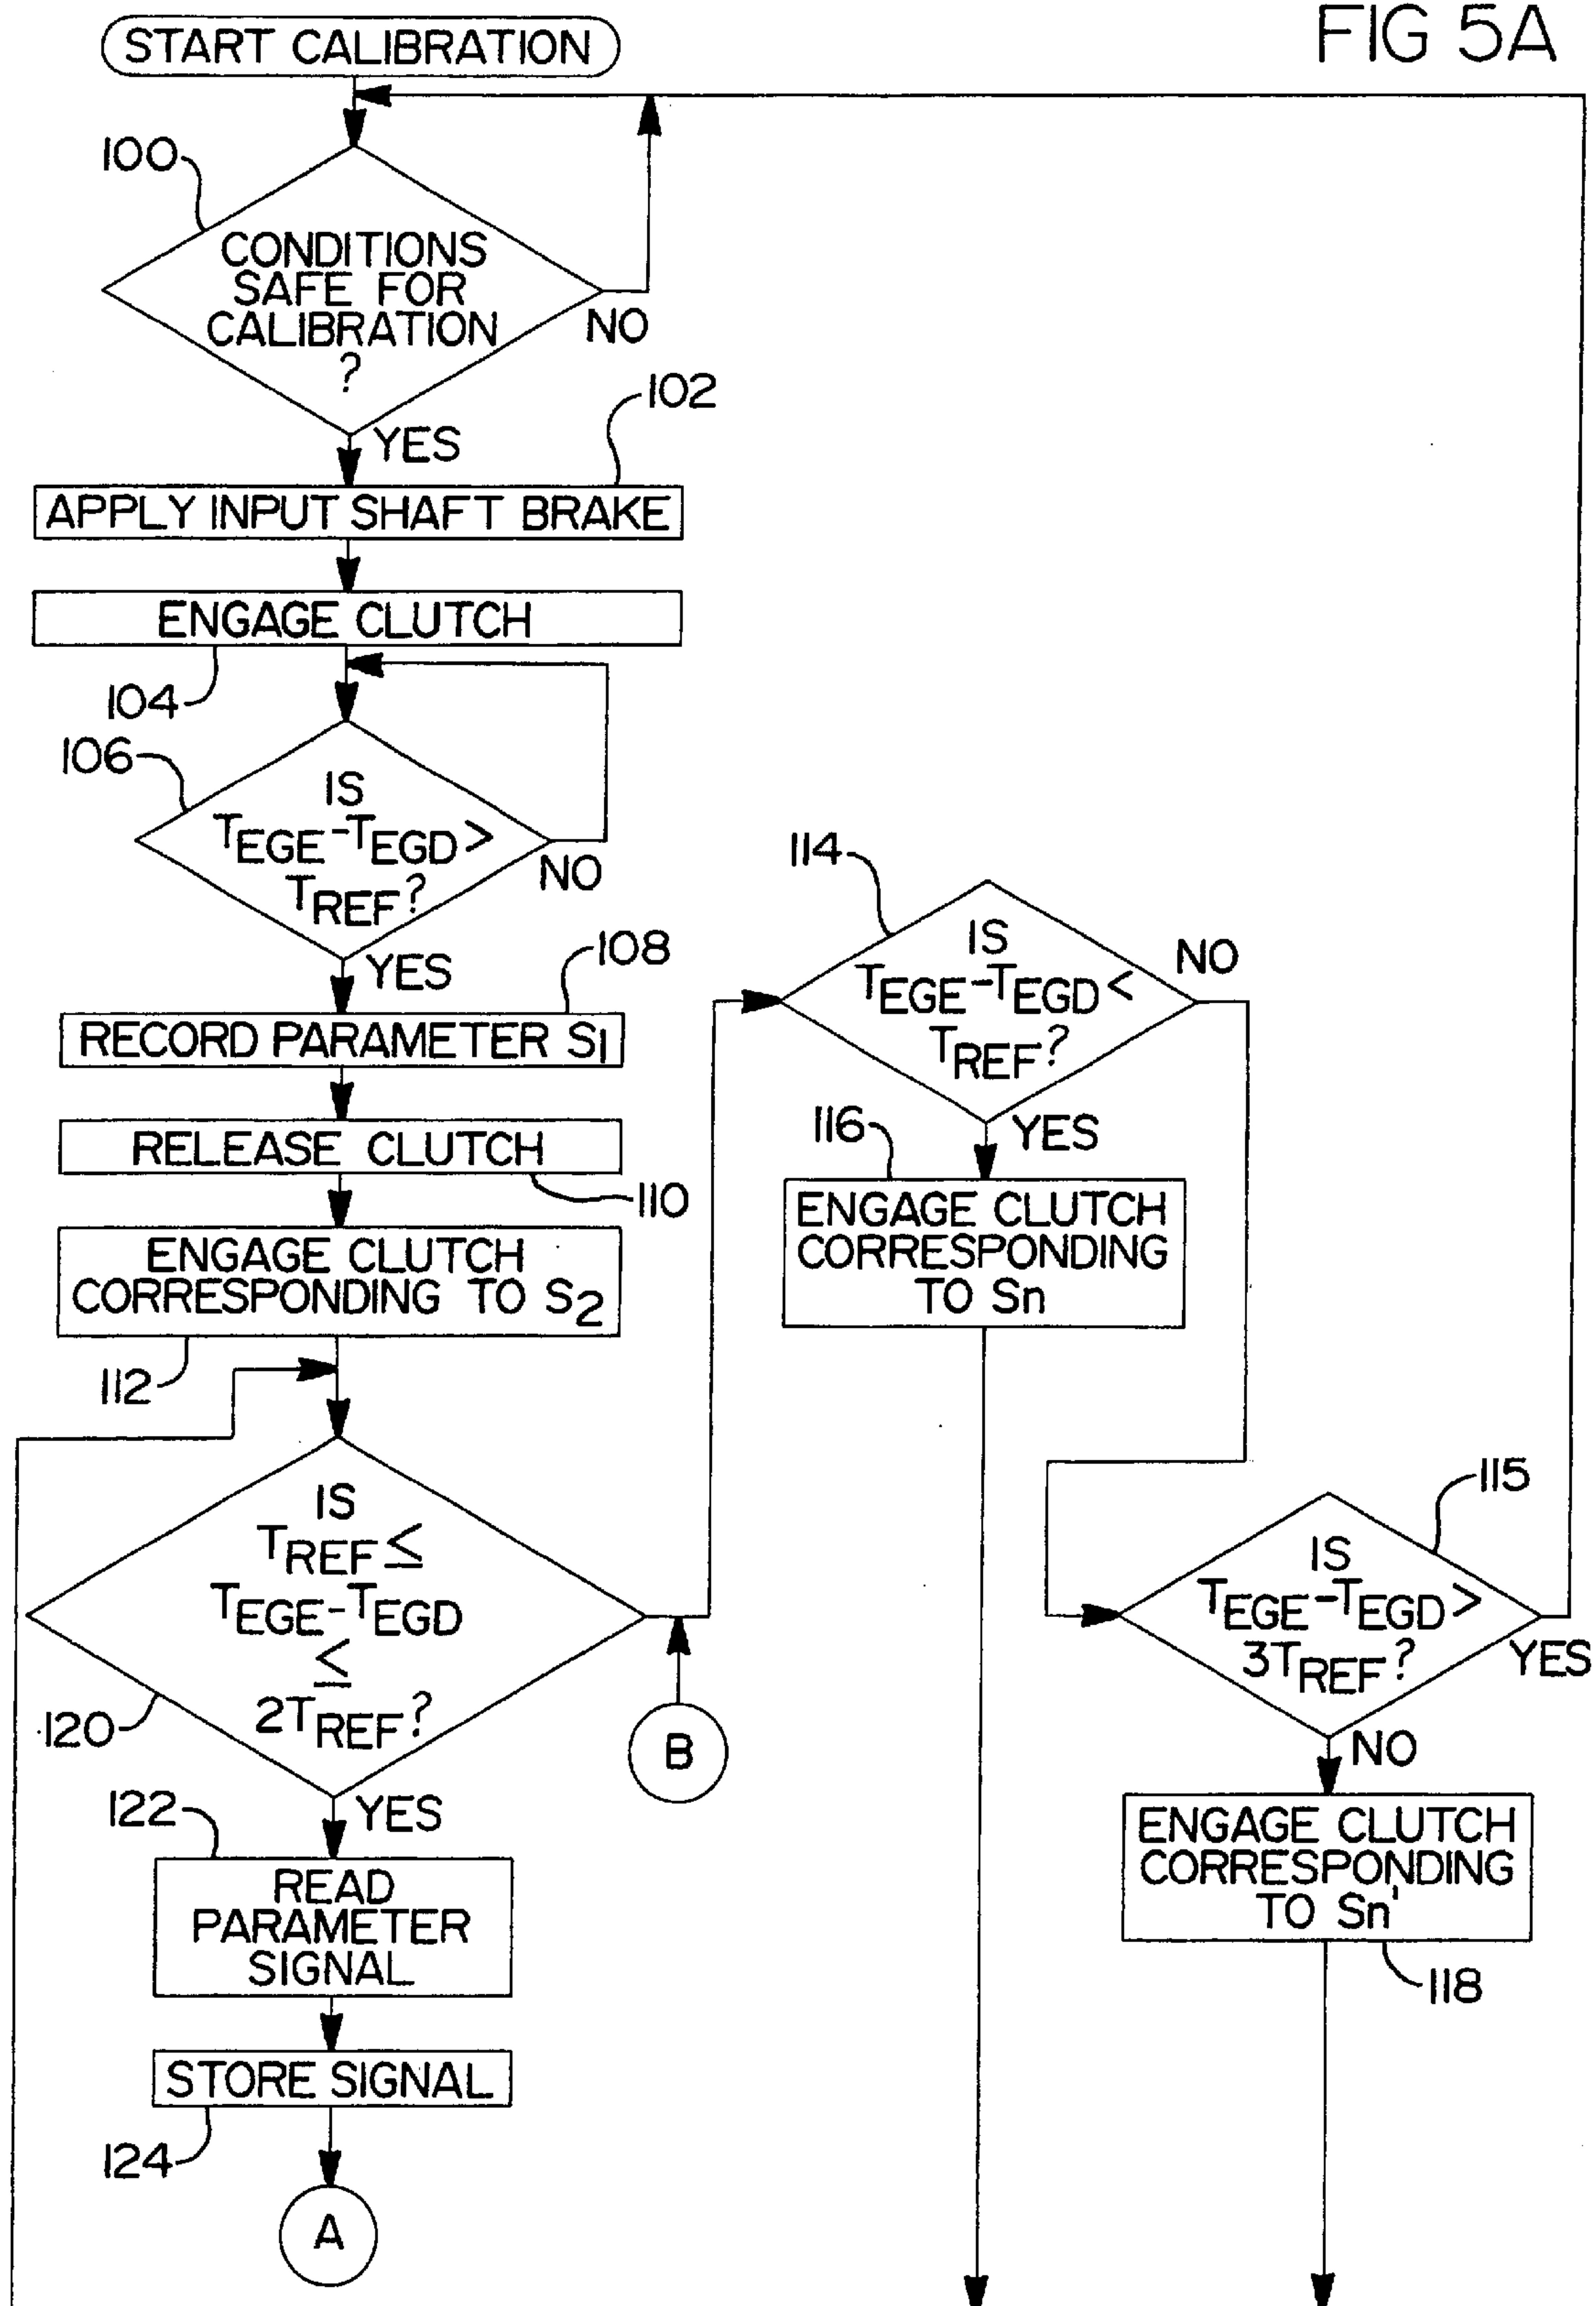 FIG 5A
START CALIBRATION
100
CONDITIONS
SAFE FOR
CALIBRATION
?
NO
YES
102
APPLY INPUT SHAFT BRAKE
ENGAGE CLUTCH
104
106
IS
TEGE-TEGD >
TREF?
NO
YES
108
RECORD PARAMETER S1
RELEASE CLUTCH
110
ENGAGE CLUTCH
CORRESPONDING TO S2
112
IS
TREF ≤
TEGE-TEGD
≤
2TREF?
120
YES
B
122
READ
PARAMETER
SIGNAL
STORE SIGNAL
124
A
114
IS
TEGE-TEGD <
TREF?
NO
YES
116
ENGAGE CLUTCH
CORRESPONDING
TO Sn
115
IS
TEGE-TEGD >
3TREF?
YES
NO
ENGAGE CLUTCH
CORRESPONDING
TO Sn'
118